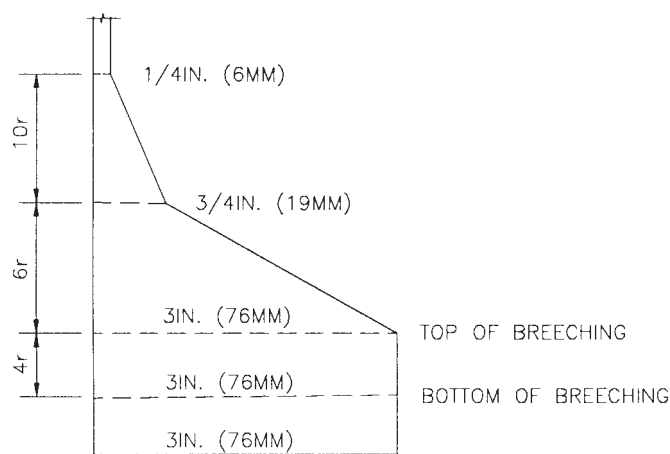 1/4IN. (6MM)
10r
3/4IN. (19MM)
6r
3IN. (76MM)
TOP OF BREECHING
4r
3IN. (76MM)
BOTTOM OF BREECHING
3IN. (76MM)